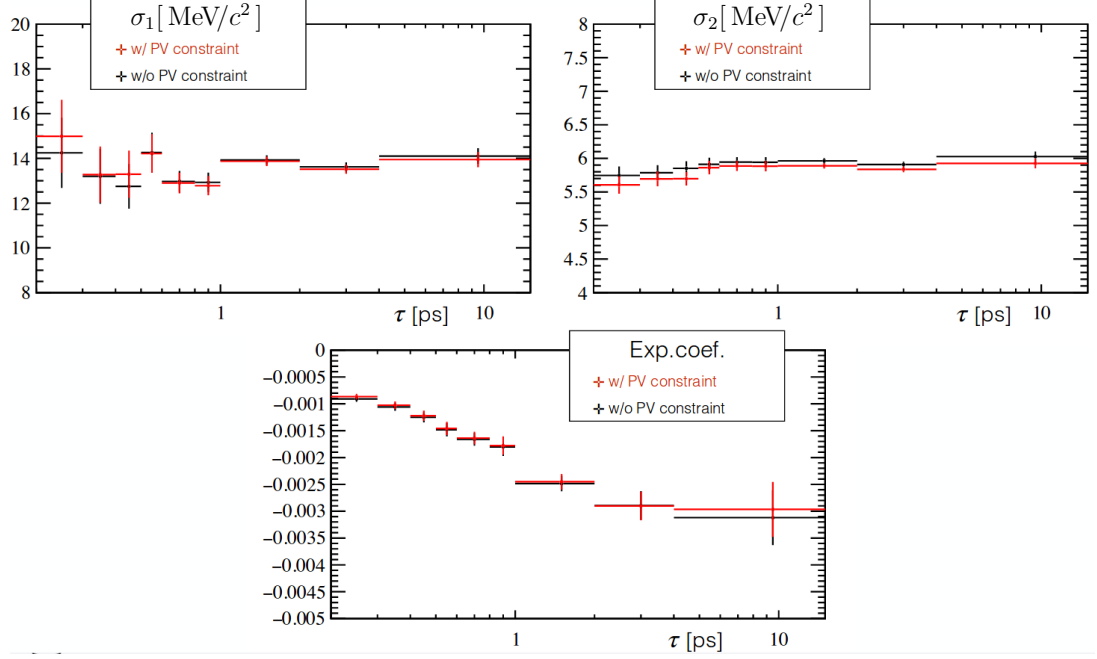 σ₁[MeV/c²]
w/ PV constraint
w/o PV constraint
20
18
16
14
12
10
8
1
τ [ps]
10
σ₂[MeV/c²]
w/ PV constraint
w/o PV constraint
8
7.5
7
6.5
6
5.5
5
4.5
4
1
τ [ps]
10
Exp.coef.
w/ PV constraint
w/o PV constraint
0
−0.0005
−0.001
−0.0015
−0.002
−0.0025
−0.003
−0.0035
−0.004
−0.0045
−0.005
1
τ [ps]
10